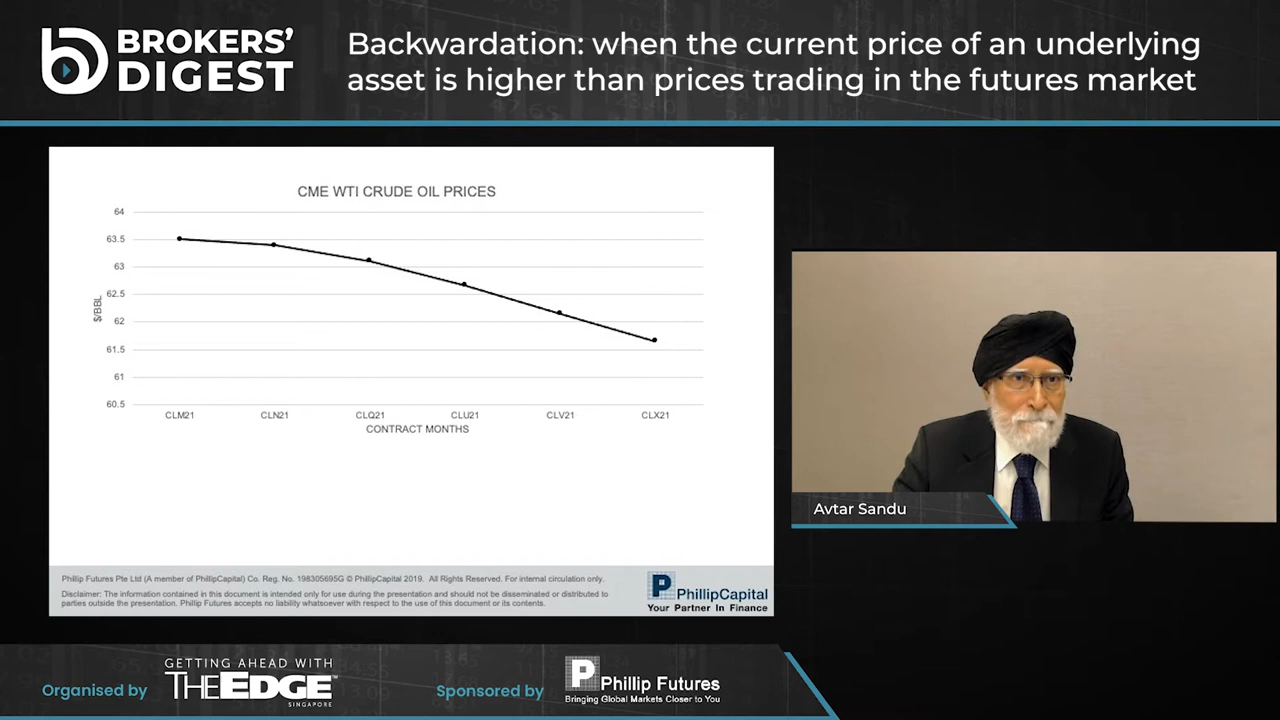 BROKERS'
DIGEST
Backwardation: when the current price of an underlying
asset is higher than prices trading in the futures market
CME WTI CRUDE OIL PRICES
64
63.5
63
62.5
62
61.5
61
60.5
$/BBL
CLM21 CLN21 CLQ21 CLU21 CLV21 CLX21
CONTRACT MONTHS
Avtar Sandu
Phillip Futures Pte Ltd (A member of PhillipCapital) Co. Reg. No. 198305695G © PhillipCapital 2019. All Rights Reserved. For internal circulation only.
Disclaimer: The information contained in this document is intended only for use during the presentation and should not be disseminated or distributed to
parties outside the presentation. Phillip Futures accepts no liability whatsoever with respect to the use of this document or its contents.
PhillipCapital
Your Partner In Finance
Organised by
GETTING AHEAD WITH
THEEDGE™
SINGAPORE
Sponsored by
Phillip Futures
Bringing Global Markets Closer to You